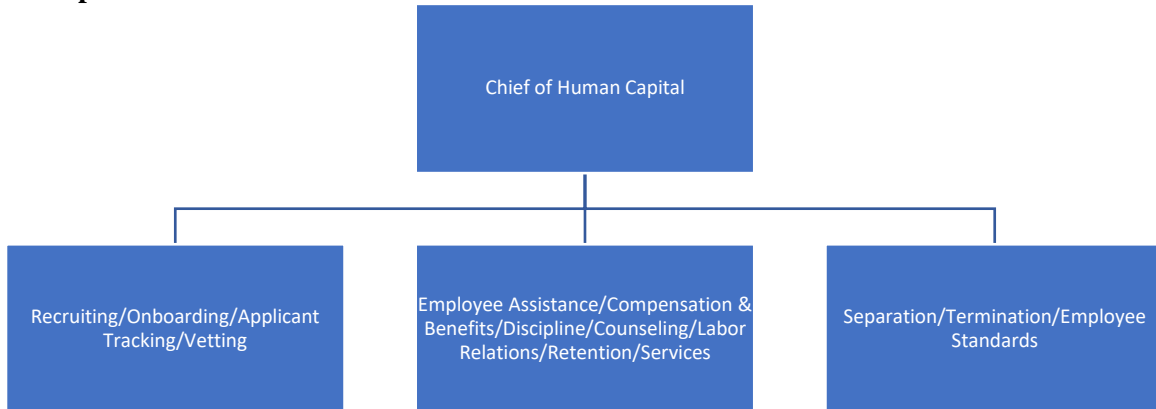 Chief of Human Capital
Recruiting/Onboarding/Applicant
Tracking/Vetting
Employee Assistance/Compensation &
Benefits/Discipline/Counseling/Labor
Relations/Retention/Services
Separation/Termination/Employee
Standards